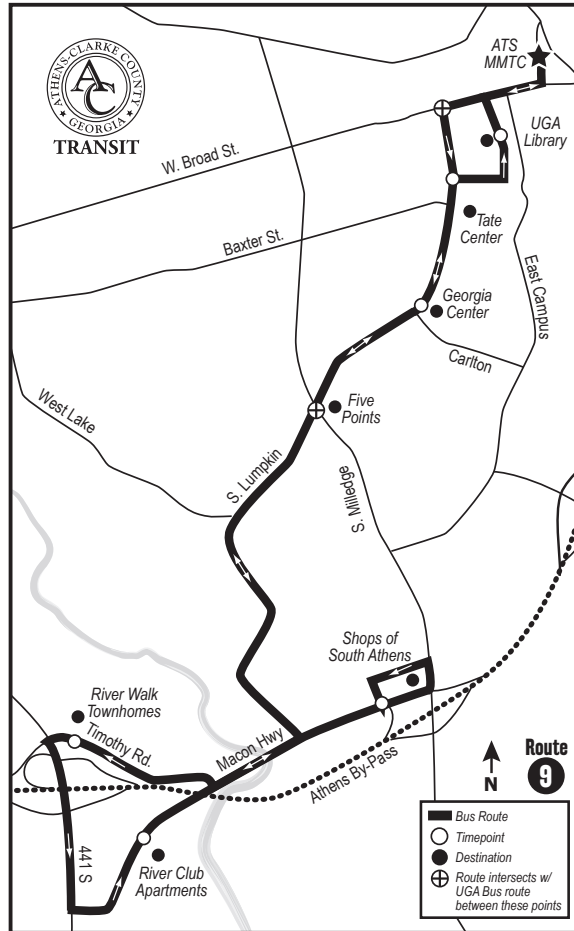 ATHENS-CLARKE COUNTY
AC
GEORGIA
TRANSIT
ATS
MMTC
UGA
Library
W. Broad St.
Tate
Center
Baxter St.
East Campus
Georgia
Center
Carlton
West Lake
Five
Points
S. Lumpkin
S. Milledge
Shops of
South Athens
River Walk
Townhomes
Timothy Rd.
Macon Hwy
Athens By-Pass
441 S
River Club
Apartments
N
Route
9
Bus Route
Timepoint
Destination
Route intersects w/
UGA Bus route
between these points